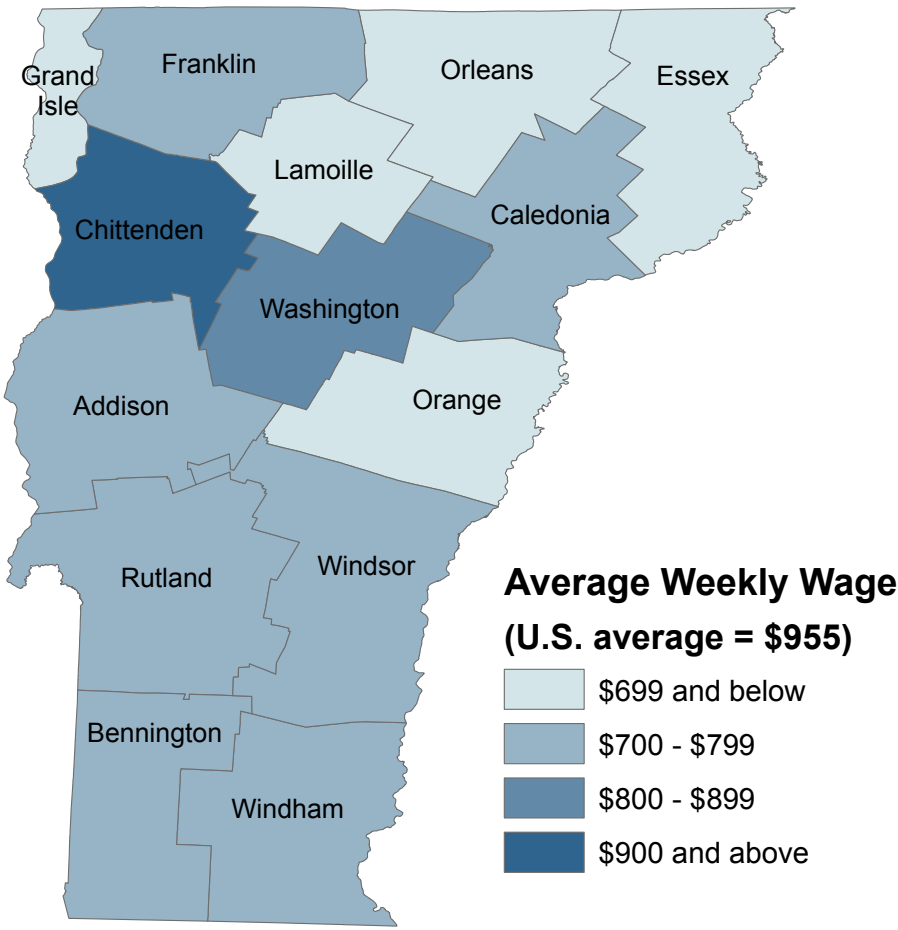 Franklin
Orleans
Essex
Grand
Isle
Lamoille
Caledonia
Chittenden
Washington
Addison
Orange
Rutland
Windsor
Bennington
Windham
Average Weekly Wage
(U.S. average = $955)
$699 and below
$700 - $799
$800 - $899
$900 and above